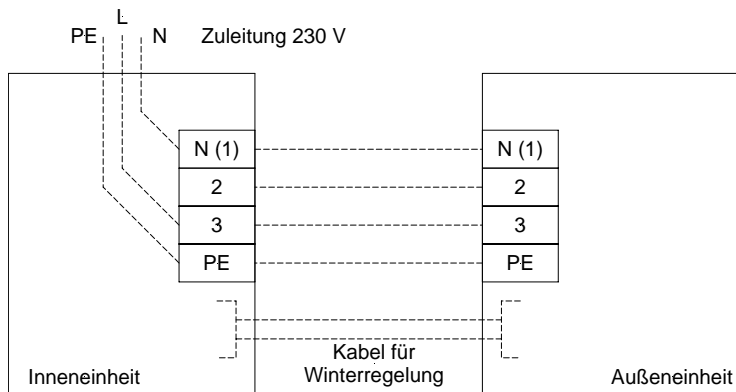 L
PE N Zuleitung 230 V
N (1) N (1)
2 2
3 3
PE PE
Kabel für
Winterregelung
Inneneinheit Außeneinheit